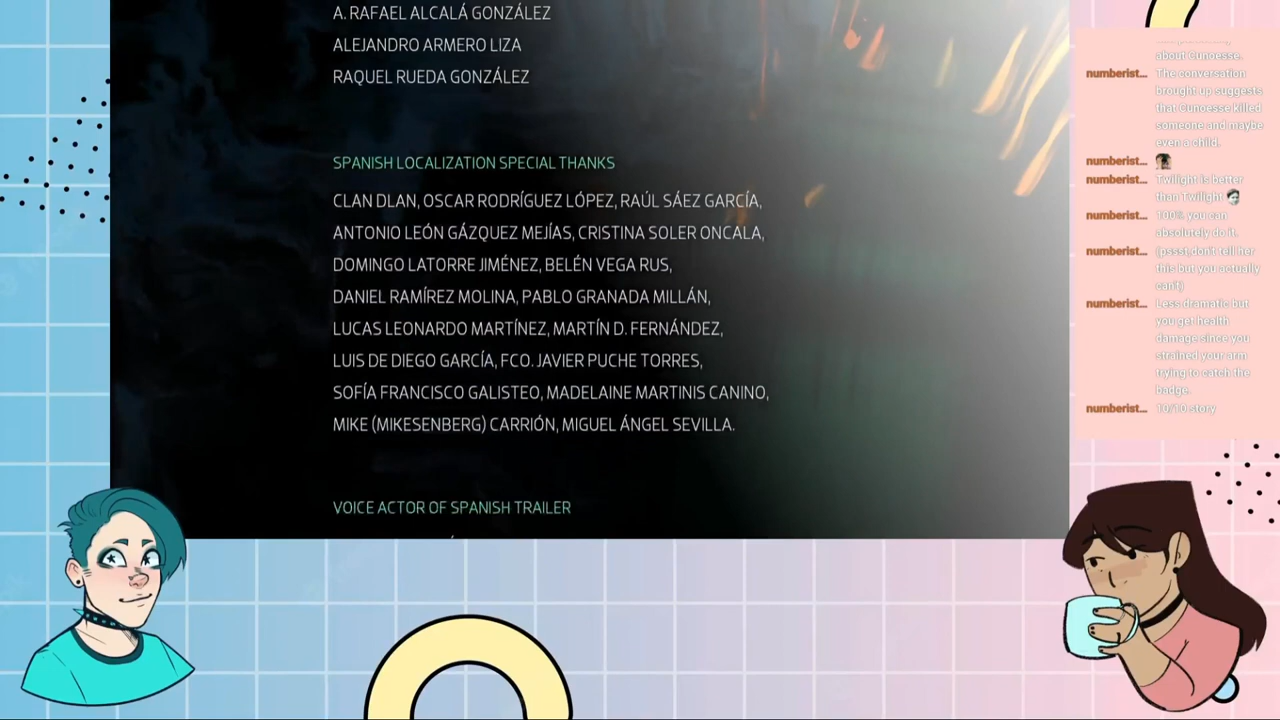 A. RAFAEL ALCALÁ GONZÁLEZ
ALEJANDRO ARMERO LIZA
RAQUEL RUEDA GONZÁLEZ
SPANISH LOCALIZATION SPECIAL THANKS
CLAN DLAN, OSCAR RODRÍGUEZ LÓPEZ, RAÚL SÁEZ GARCÍA,
ANTONIO LEÓN GÁZQUEZ MEJÍAS, CRISTINA SOLER ONCALA,
DOMINGO LATORRE JIMÉNEZ, BELÉN VEGA RUS,
DANIEL RAMÍREZ MOLINA, PABLO GRANADA MILLÁN,
LUCAS LEONARDO MARTÍNEZ, MARTÍN D. FERNÁNDEZ,
LUIS DE DIEGO GARCÍA, FCO. JAVIER PUCHE TORRES,
SOFÍA FRANCISCO GALISTEO, MADELAINE MARTINIS CANINO,
MIKE (MIKESENBERG) CARRIÓN, MIGUEL ÁNGEL SEVILLA.
VOICE ACTOR OF SPANISH TRAILER
about Cunoesse.
numberist... The conversation
brought up suggests
that Cunoesse killed
someone and maybe
even a child.
numberist...
numberist... Twilight is better
than Twilight
numberist... 100% you can
absolutely do it.
numberist... (pssst,don't tell her
this but you actually
can't)
numberist... Less dramatic but
you get health
damage since you
strained your arm
trying to catch the
badge.
numberist... 10/10 story